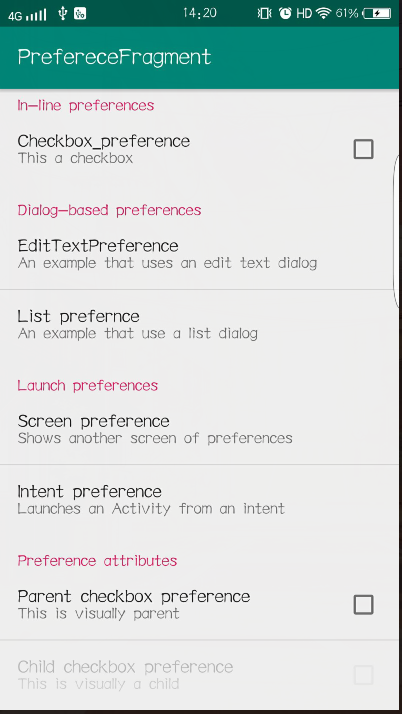 4G 14:20 HD 61%
PrefereceFragment
In-line preferences
Checkbox_preference
This a checkbox
Dialog-based preferences
EditTextPreference
An example that uses an edit text dialog
List prefernce
An example that use a list dialog
Launch preferences
Screen preference
Shows another screen of preferences
Intent preference
Launches an Activity from an intent
Preference attributes
Parent checkbox preference
This is visually parent
Child checkbox preference
This is visually a child